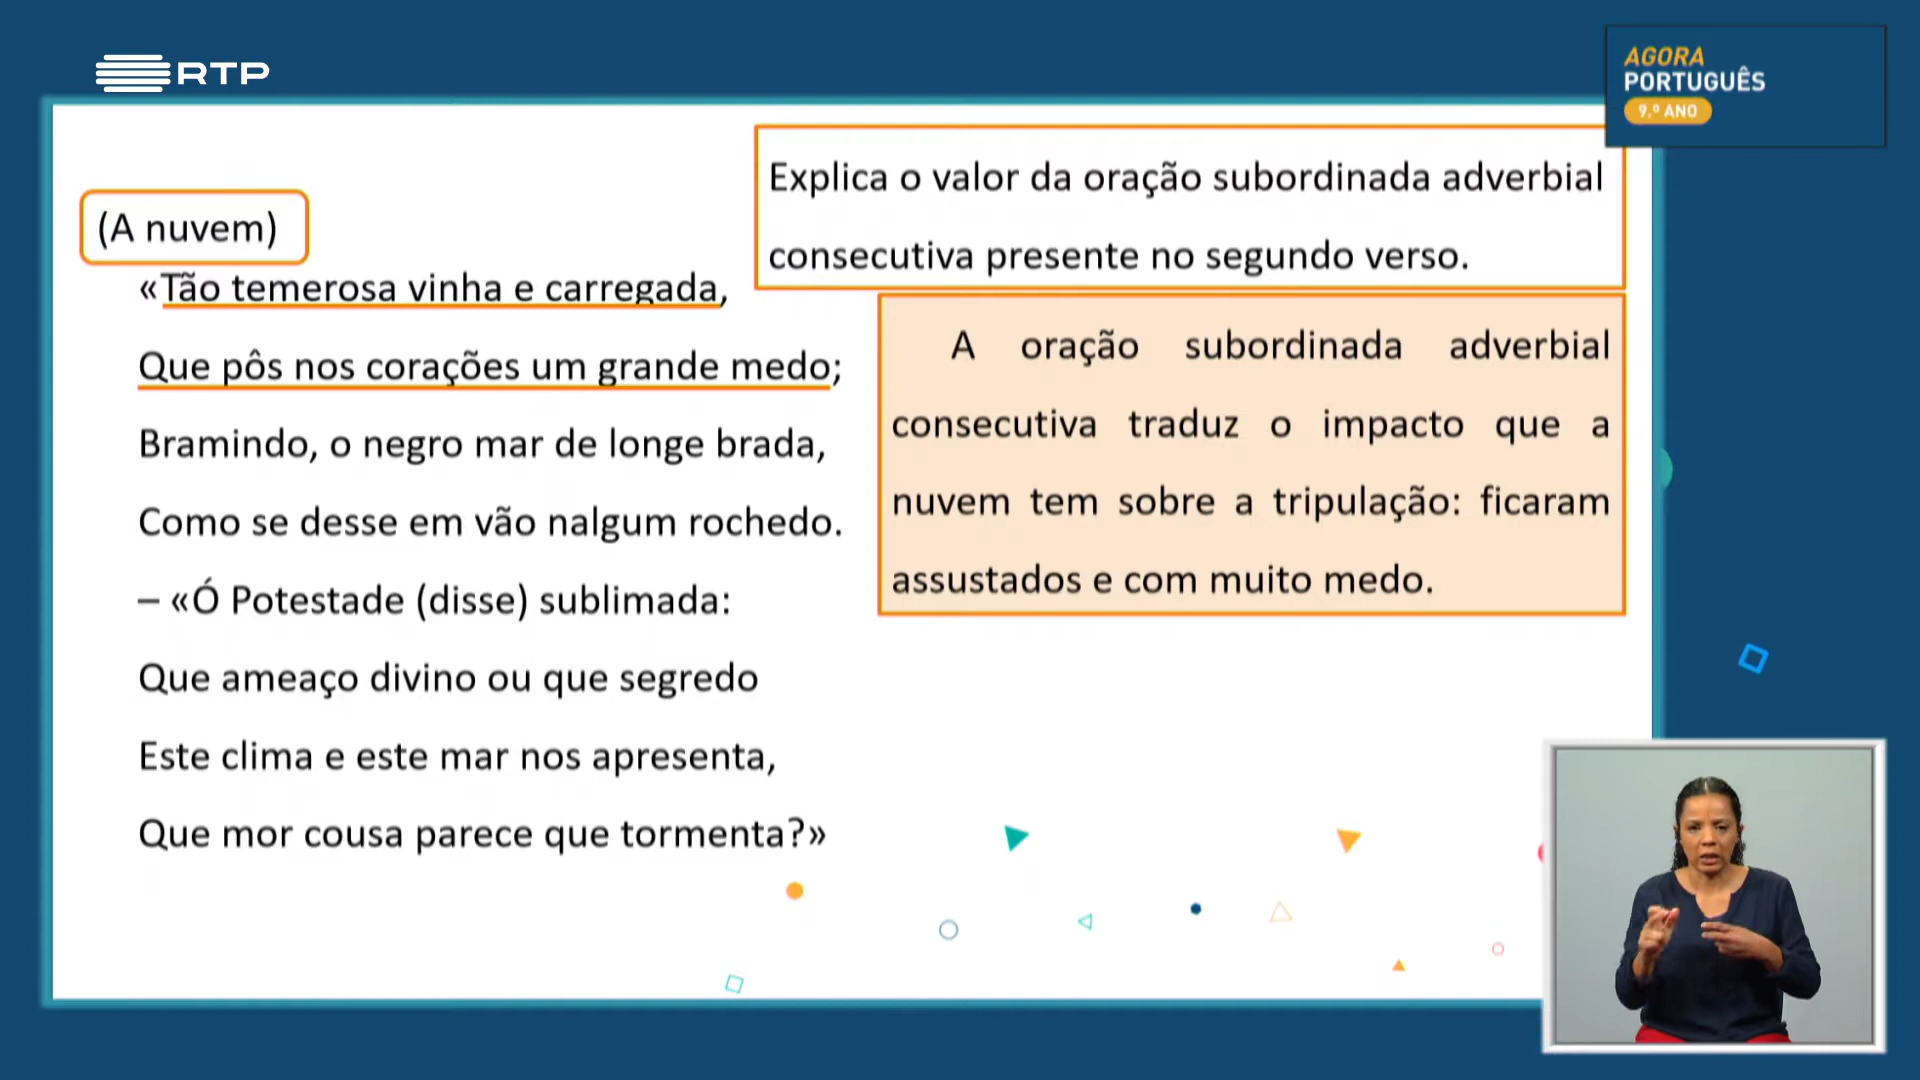 RTP
AGORA
PORTUGUÊS
9.º ANO
(A nuvem)
«Tão temerosa vinha e carregada,
Que pôs nos corações um grande medo;
Bramindo, o negro mar de longe brada,
Como se desse em vão nalgum rochedo.
– «Ó Potestade (disse) sublimada:
Que ameaço divino ou que segredo
Este clima e este mar nos apresenta,
Que mor cousa parece que tormenta?»
Explica o valor da oração subordinada adverbial
consecutiva presente no segundo verso.
A oração subordinada adverbial
consecutiva traduz o impacto que a
nuvem tem sobre a tripulação: ficaram
assustados e com muito medo.